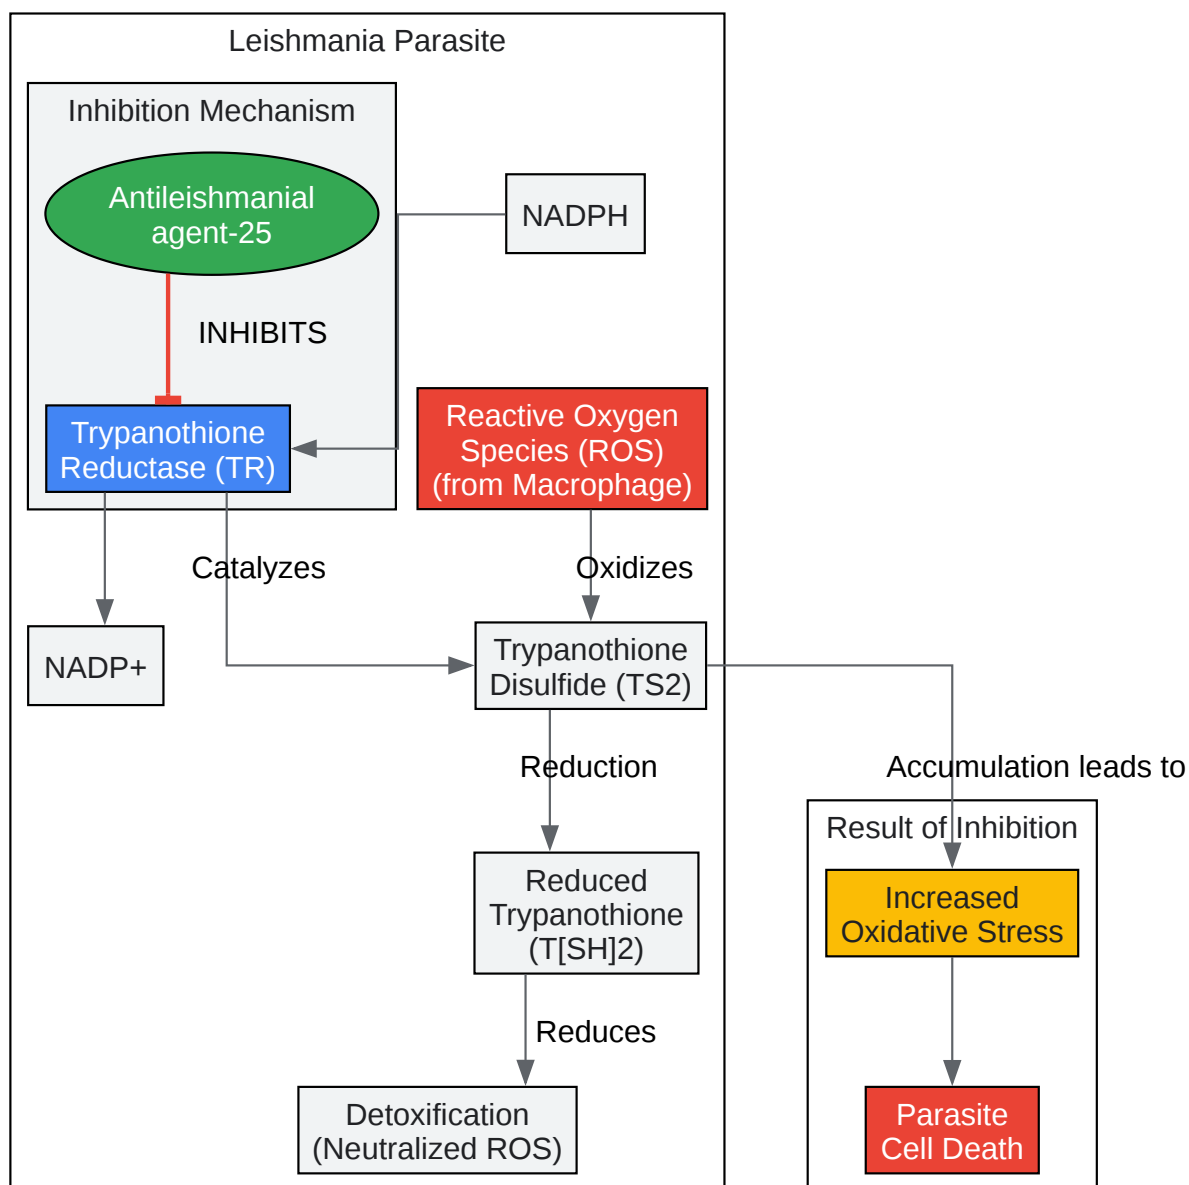 Leishmania Parasite
Inhibition Mechanism
Antileishmanial
agent-25
NADPH
INHIBITS
Trypanothione
Reductase (TR)
Reactive Oxygen
Species (ROS)
(from Macrophage)
Catalyzes
Oxidizes
NADP+
Trypanothione
Disulfide (TS2)
Reduction
Accumulation leads to
Result of Inhibition
Reduced
Trypanothione
(T[SH]2)
Increased
Oxidative Stress
Reduces
Detoxification
(Neutralized ROS)
Parasite
Cell Death